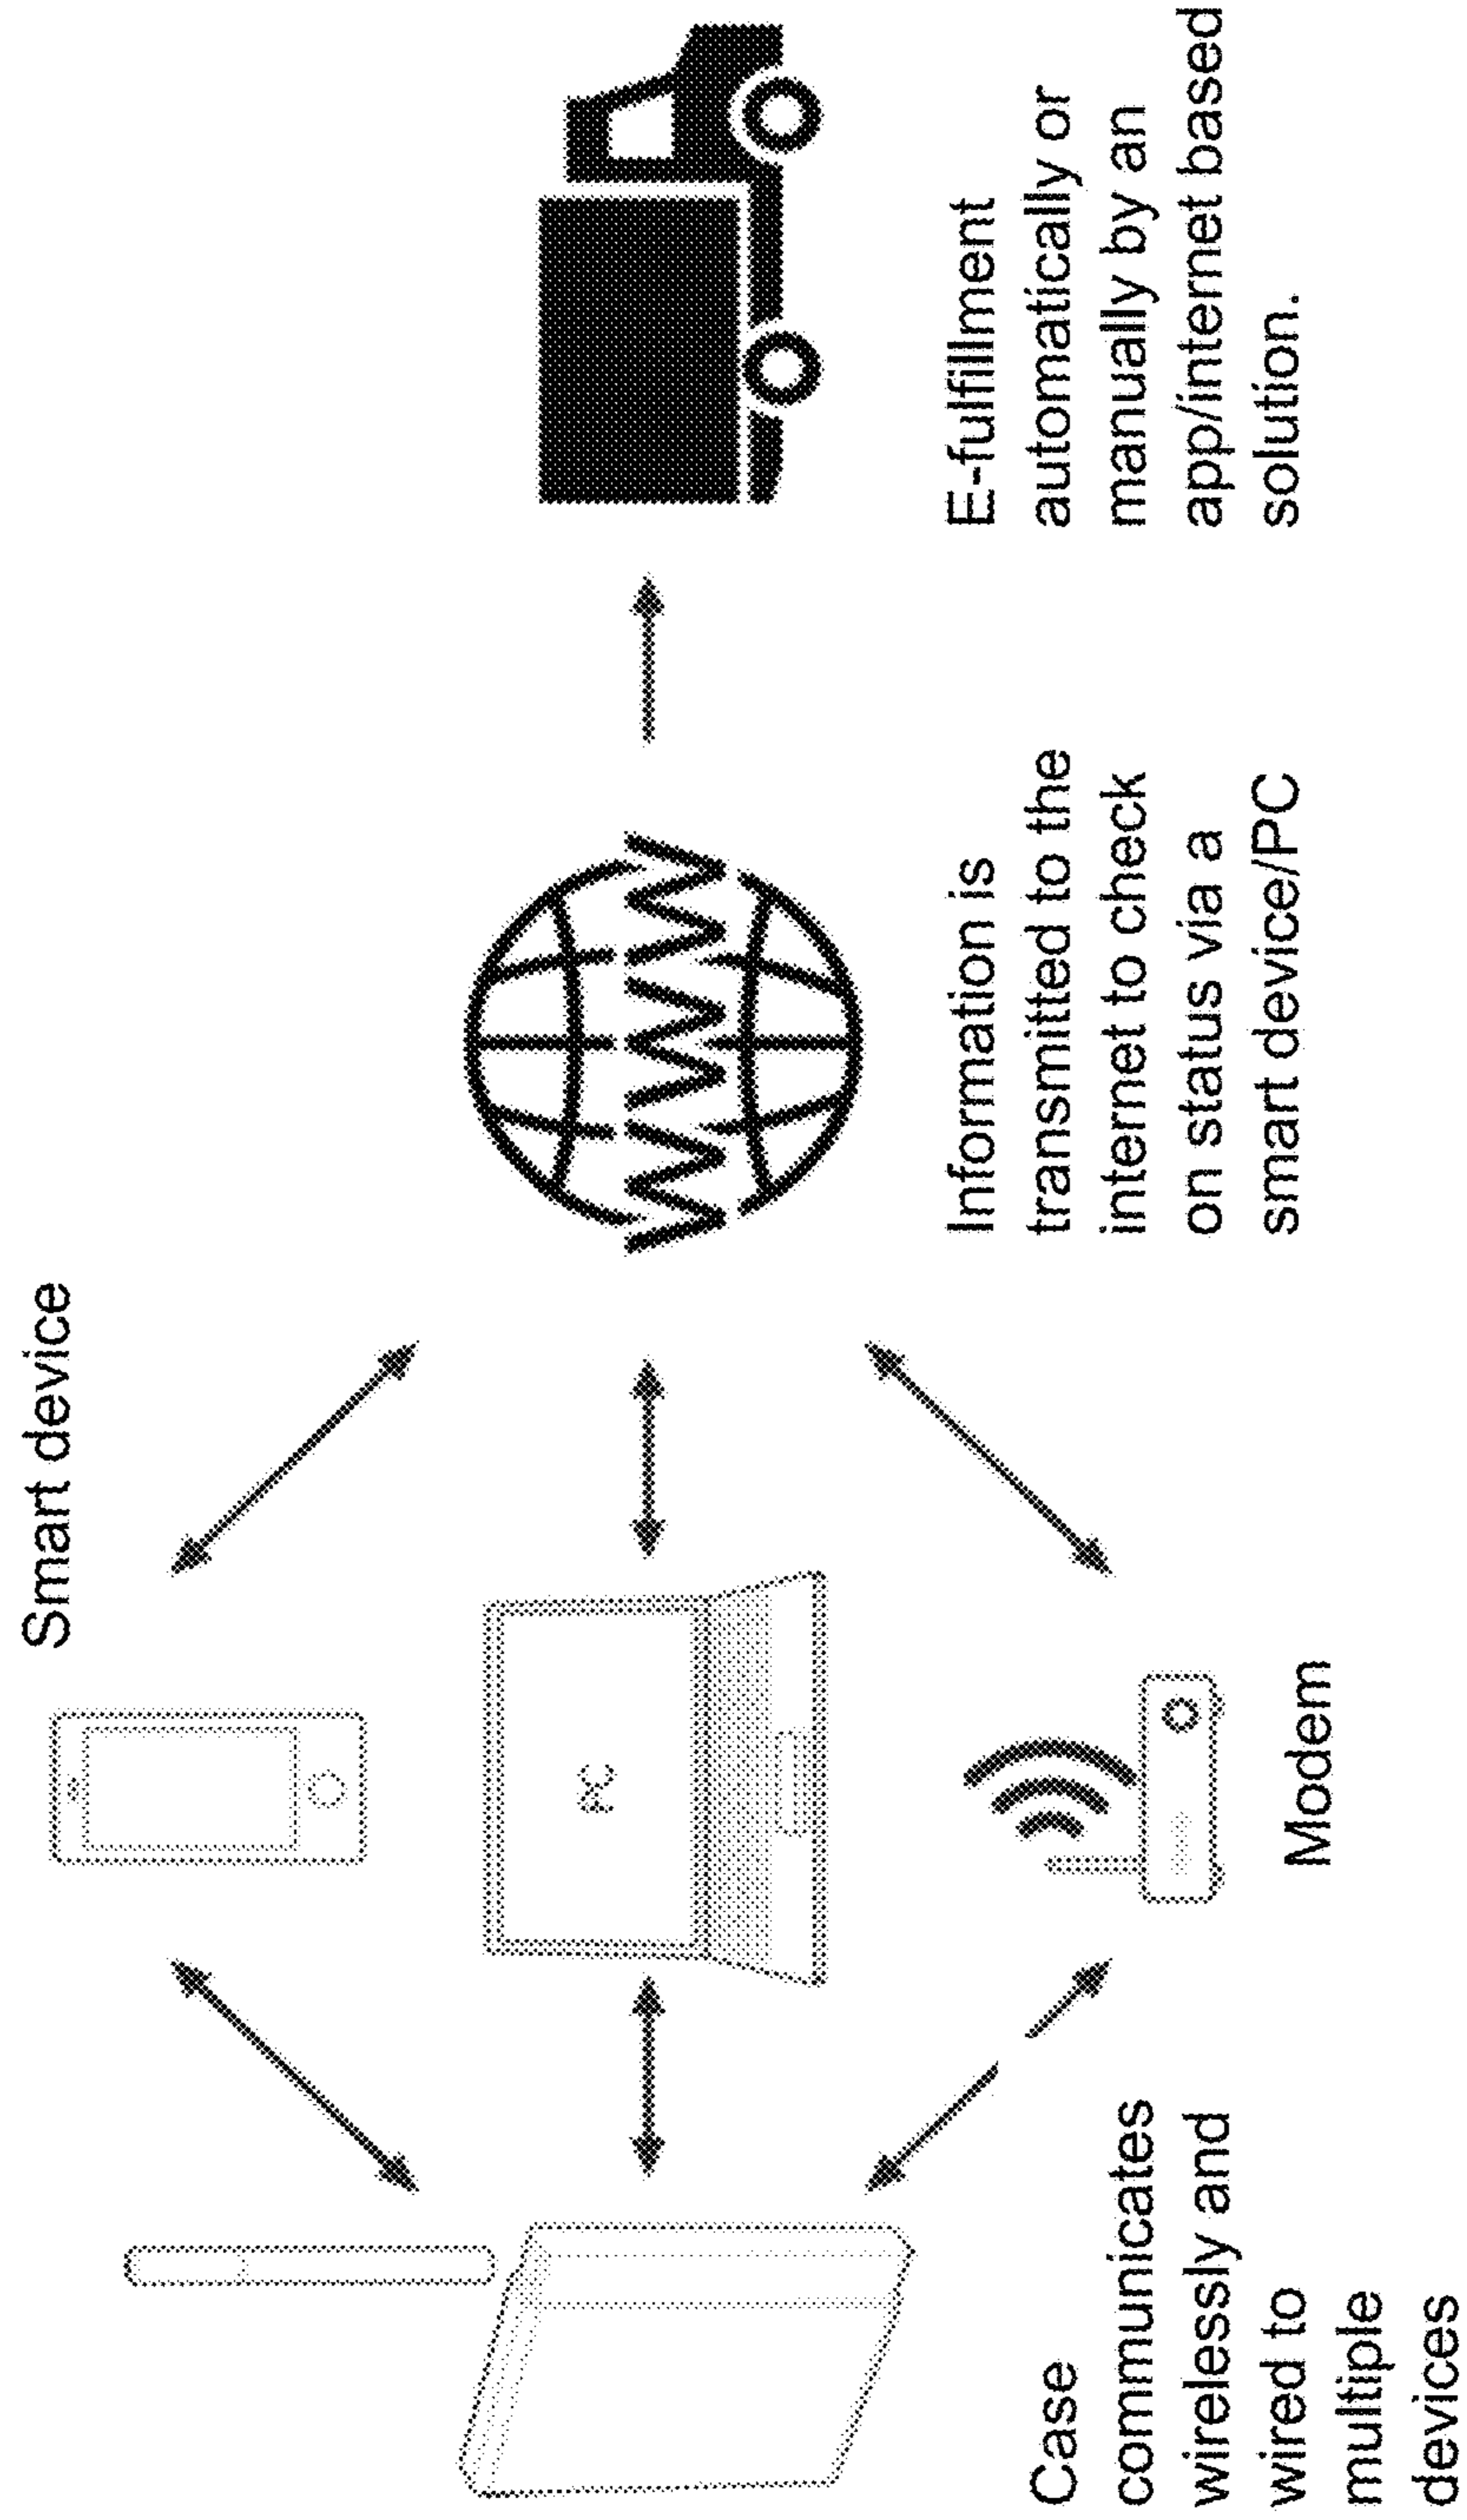 Smart device
PC
WWW
Modem
Case
communicates
wirelessly and
wired to
multiple
devices
Information is
transmitted to the
internet to check
on status via a
smart device/PC
E-fulfillment
automatically or
manually by an
app/internet based
solution.